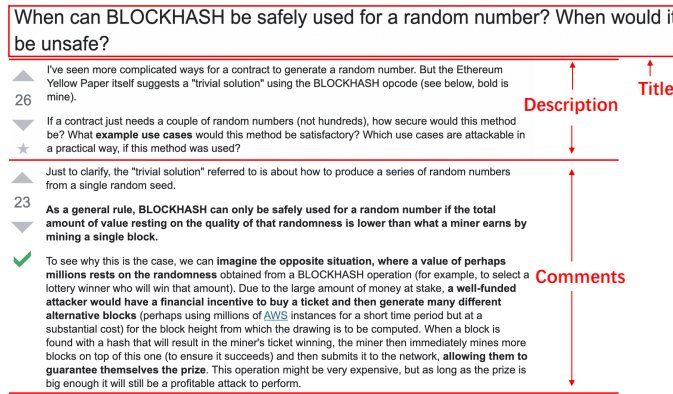 When can BLOCKHASH be safely used for a random number? When would it
be unsafe?
Title
I've seen more complicated ways for a contract to generate a random number. But the Ethereum
Yellow Paper itself suggests a "trivial solution" using the BLOCKHASH opcode (see below, bold is
mine).
26
If a contract just needs a couple of random numbers (not hundreds), how secure would this method
be? What example use cases would this method be satisfactory? Which use cases are attackable in
a practical way, if this method was used?
Description
Just to clarify, the "trivial solution" referred to is about how to produce a series of random numbers
from a single random seed.
23
As a general rule, BLOCKHASH can only be safely used for a random number if the total
amount of value resting on the quality of that randomness is lower than what a miner earns by
mining a single block.
To see why this is the case, we can imagine the opposite situation, where a value of perhaps
millions rests on the randomness obtained from a BLOCKHASH operation (for example, to select a
lottery winner who will win that amount). Due to the large amount of money at stake, a well-funded
attacker would have a financial incentive to buy a ticket and then generate many different
alternative blocks (perhaps using millions of AWS instances for a short time period but at a
substantial cost) for the block height from which the drawing is to be computed. When a block is
found with a hash that will result in the miner's ticket winning, the miner then immediately mines more
blocks on top of this one (to ensure it succeeds) and then submits it to the network, allowing them to
guarantee themselves the prize. This operation might be very expensive, but as long as the prize is
big enough it will still be a profitable attack to perform.
Comments